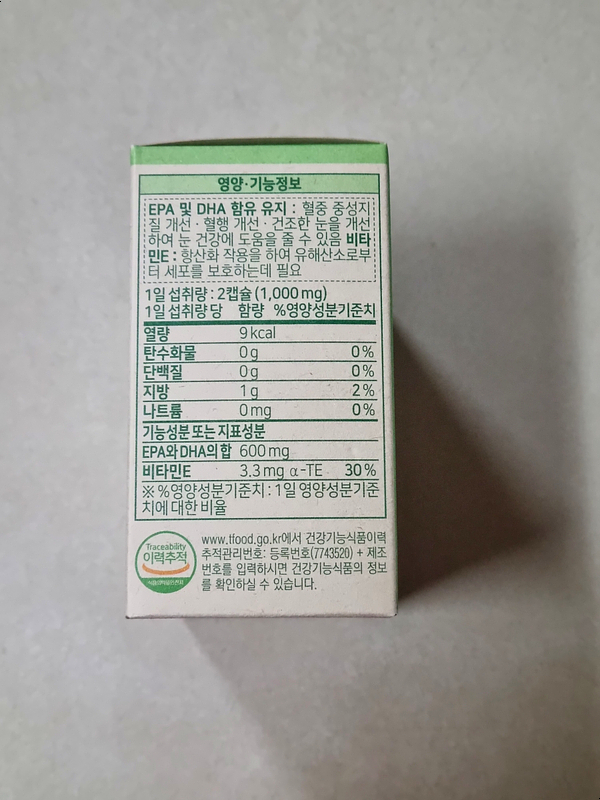 영양·기능정보
EPA 및 DHA 함유 유지 : 혈중 중성지
질 개선 · 혈행 개선 · 건조한 눈을 개선
하여 눈 건강에 도움을 줄 수 있음 비타
민E : 항산화 작용을 하여 유해산소로부
터 세포를 보호하는데 필요
1일 섭취량 : 2캡슐 (1,000 mg)
1일 섭취량당 함량 %영양성분기준치
열량 9 kcal
탄수화물 0 g 0 %
단백질 0 g 0 %
지방 1 g 2 %
나트륨 0 mg 0 %
기능성분 또는 지표성분
EPA와 DHA의 합 600 mg
비타민E 3.3 mg α-TE 30 %
※ % 영양성분기준치 : 1일 영양성분기준
치에 대한 비율
Traceability
이력추적
www.tfood.go.kr에서 건강기능식품이력
추적관리번호: 등록번호(7743520) + 제조
번호를 입력하시면 건강기능식품의 정보
를 확인하실 수 있습니다.